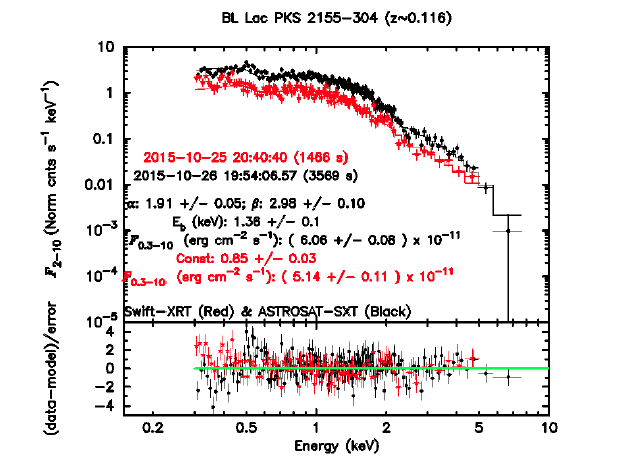 BL Lac PKS 2155-304 (z~0.116)
10
1
0.1
0.01
10⁻³
10⁻⁴
10⁻⁵
F₂₋₁₀ (Norm cnts s⁻¹ keV⁻¹)
2015-10-25 20:40:40 (1466 s)
2015-10-26 19:54:06.57 (3569 s)
α: 1.91 +/- 0.05; β: 2.98 +/- 0.10
E_b (keV): 1.36 +/- 0.1
F₀.₃₋₁₀ (erg cm⁻² s⁻¹): ( 6.06 +/- 0.08 ) x 10⁻¹¹
Const: 0.85 +/- 0.03
F₀.₃₋₁₀ (erg cm⁻² s⁻¹): ( 5.14 +/- 0.11 ) x 10⁻¹¹
Swift-XRT (Red) & ASTROSAT-SXT (Black)
(data-model)/error
4
2
0
-2
-4
0.2 0.5 1 2 5 10
Energy (keV)